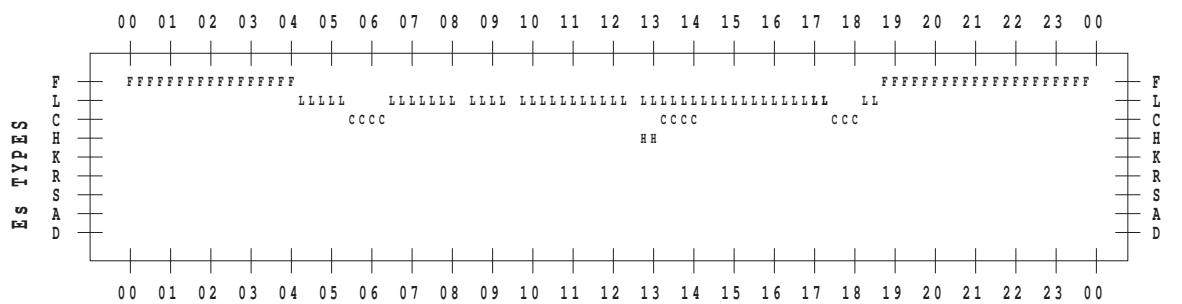 00 01 02 03 04 05 06 07 08 09 10 11 12 13 14 15 16 17 18 19 20 21 22 23 00
F FFFFFFFFFFFFFFFFF FFFFFFFFFFFFFFFFFFFFF F
L LLLLL LLLLLLL LLLL LLLLLLLLLLL LLLLLLLLLLLLLLLLLLL LL L
C CCCC CCCC CCC C
H HH H
K K
R R
S S
A A
D D
Es TYPES
00 01 02 03 04 05 06 07 08 09 10 11 12 13 14 15 16 17 18 19 20 21 22 23 00